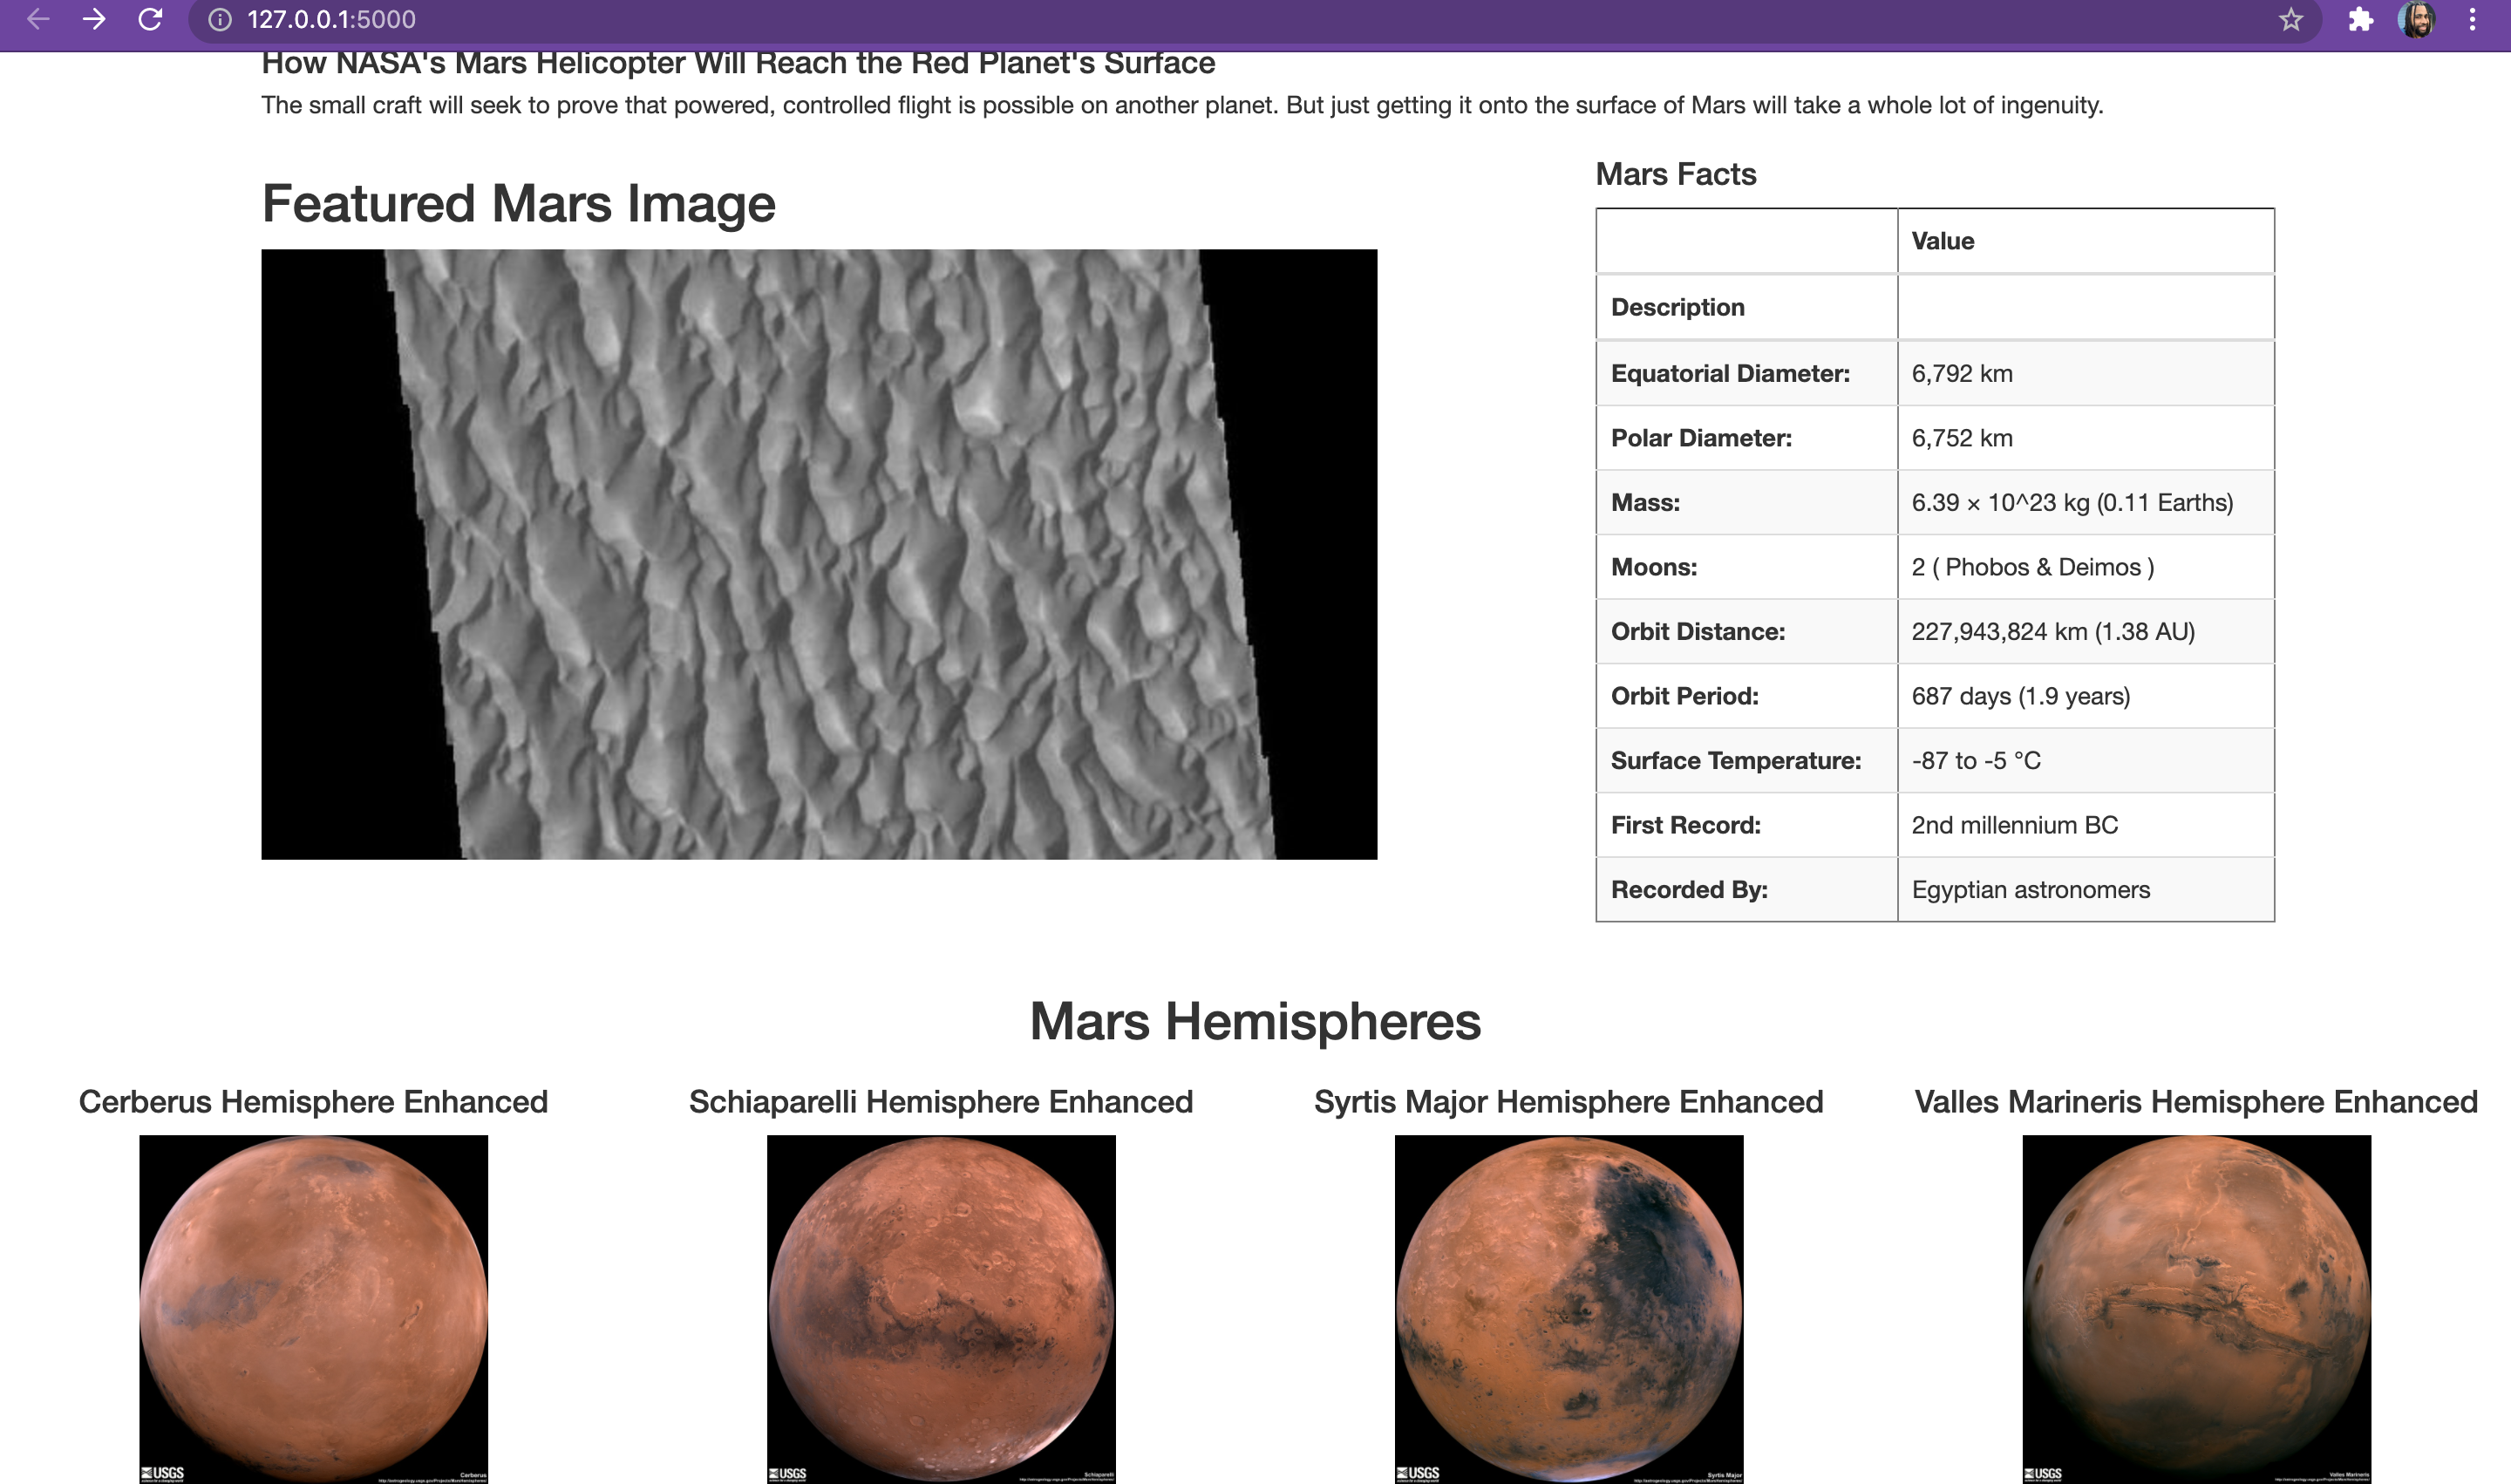 127.0.0.1:5000
How NASA's Mars Helicopter Will Reach the Red Planet's Surface
The small craft will seek to prove that powered, controlled flight is possible on another planet. But just getting it onto the surface of Mars will take a whole lot of ingenuity.
Featured Mars Image
Mars Facts
Value
Description
Equatorial Diameter: 6,792 km
Polar Diameter: 6,752 km
Mass: 6.39 × 10^23 kg (0.11 Earths)
Moons: 2 ( Phobos & Deimos )
Orbit Distance: 227,943,824 km (1.38 AU)
Orbit Period: 687 days (1.9 years)
Surface Temperature: -87 to -5 °C
First Record: 2nd millennium BC
Recorded By: Egyptian astronomers
Mars Hemispheres
Cerberus Hemisphere Enhanced
Schiaparelli Hemisphere Enhanced
Syrtis Major Hemisphere Enhanced
Valles Marineris Hemisphere Enhanced
USGS
Cerberus
USGS
Schiaparelli
USGS
Syrtis Major
USGS
Valles Marineris